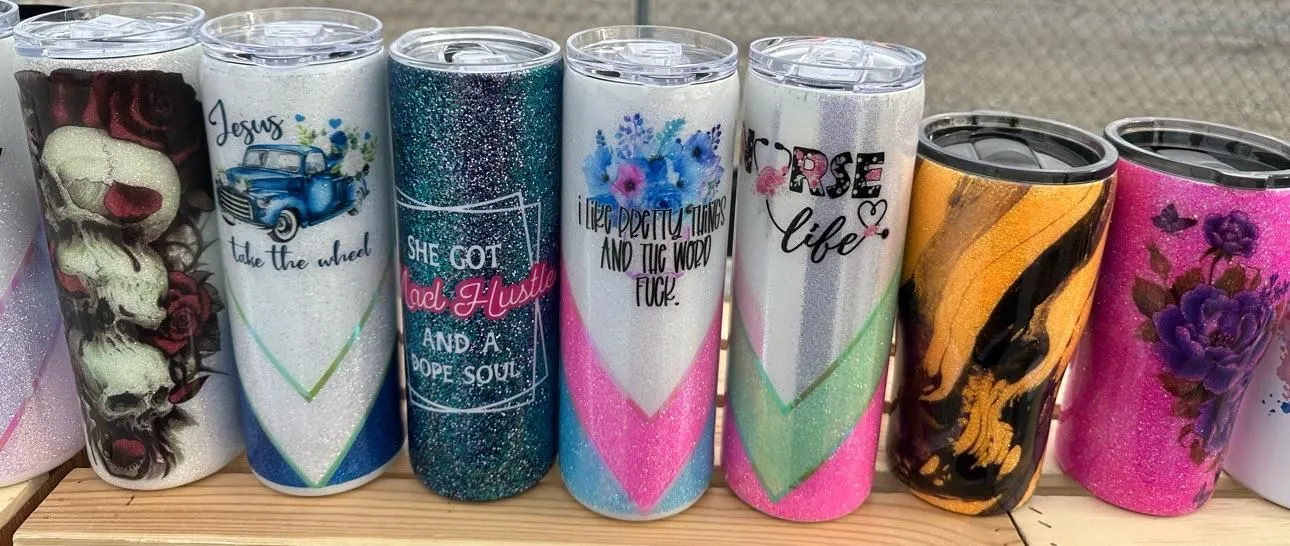 Jesus
take the wheel
SHE GOT
Mad Hustle
AND A
DOPE SOUL
i LIKE PRETTY THINGS
AND THE WORD
FUCK.
NURSE
life